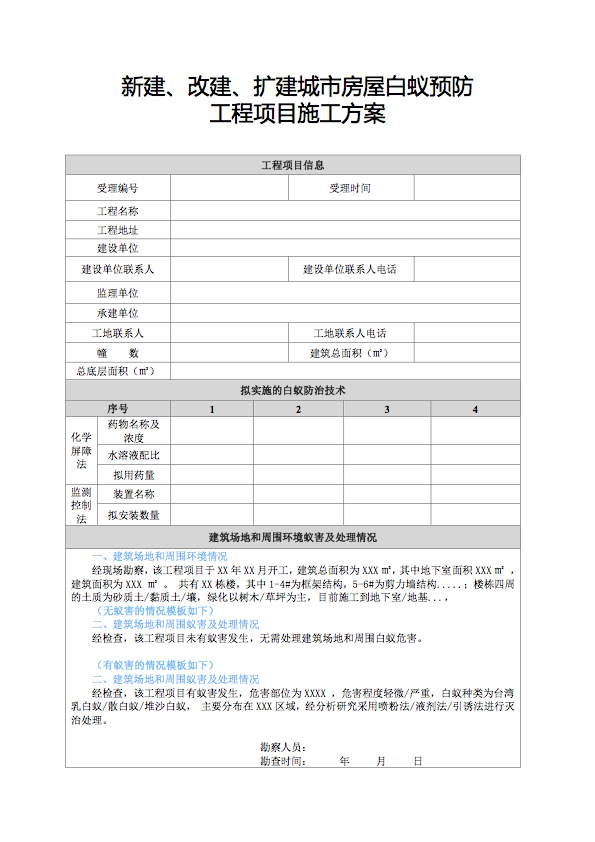 新建、改建、扩建城市房屋白蚁预防
工程项目施工方案
工程项目信息
受理编号 受理时间
工程名称
工程地址
建设单位
建设单位联系人 建设单位联系人电话
监理单位
承建单位
工地联系人 工地联系人电话
幢 数 建筑总面积（㎡）
总底层面积（㎡）
拟实施的白蚁防治技术
序号 1 2 3 4
化学屏障法
药物名称及浓度
水溶液配比
拟用药量
监测控制法
装置名称
拟安装数量
建筑场地和周围环境蚁害及处理情况
一、建筑场地和周围环境情况
经现场勘察，该工程项目于 XX 年 XX 月开工，建筑总面积为 XXX ㎡，其中地下室面积 XXX ㎡，
建筑面积为 XXX ㎡ 。 共有 XX 栋楼，其中 1-4#为框架结构，5-6#为剪力墙结构.....；楼栋四周
的土质为砂质土/黏质土/壤，绿化以树木/草坪为主，目前施工到地下室/地基...，
（无蚁害的情况模板如下）
二、建筑场地和周围蚁害及处理情况
经检查，该工程项目未有蚁害发生，无需处理建筑场地和周围白蚁危害。
（有蚁害的情况模板如下）
二、建筑场地和周围蚁害及处理情况
经检查，该工程项目有蚁害发生，危害部位为 XXXX ，危害程度轻微/严重，白蚁种类为台湾
乳白蚁/散白蚁/堆沙白蚁， 主要分布在 XXX 区域，经分析研究采用喷粉法/液剂法/引诱法进行灭
治处理。
勘察人员：
勘查时间： 年 月 日